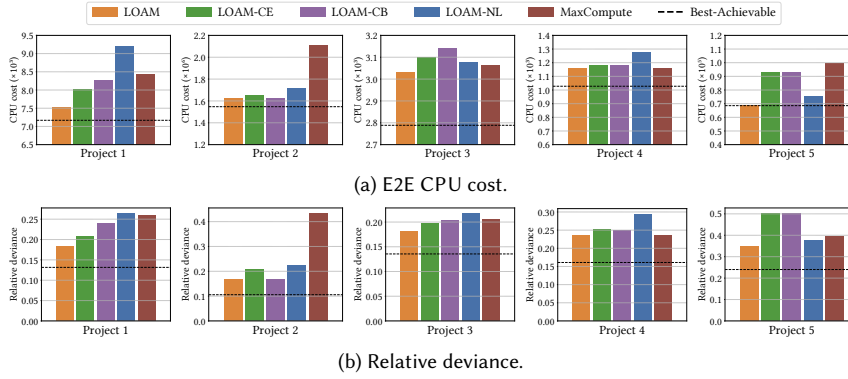 LOAM LOAM-CE LOAM-CB LOAM-NL MaxCompute Best-Achievable
CPU cost (×10³)
9.5
9.0
8.5
8.0
7.5
7.0
6.5
Project 1
CPU cost (×10³)
2.2
2.0
1.8
1.6
1.4
1.2
Project 2
CPU cost (×10³)
3.2
3.1
3.0
2.9
2.8
2.7
Project 3
CPU cost (×10³)
1.4
1.3
1.2
1.1
1.0
0.9
0.8
0.7
0.6
Project 4
CPU cost (×10³)
1.2
1.1
1.0
0.9
0.8
0.7
0.6
0.5
0.4
Project 5
(a) E2E CPU cost.
Relative deviance
0.25
0.20
0.15
0.10
0.05
0.00
Project 1
Relative deviance
0.4
0.3
0.2
0.1
0.0
Project 2
Relative deviance
0.20
0.15
0.10
0.05
0.00
Project 3
Relative deviance
0.30
0.25
0.20
0.15
0.10
0.05
0.00
Project 4
Relative deviance
0.5
0.4
0.3
0.2
0.1
0.0
Project 5
(b) Relative deviance.